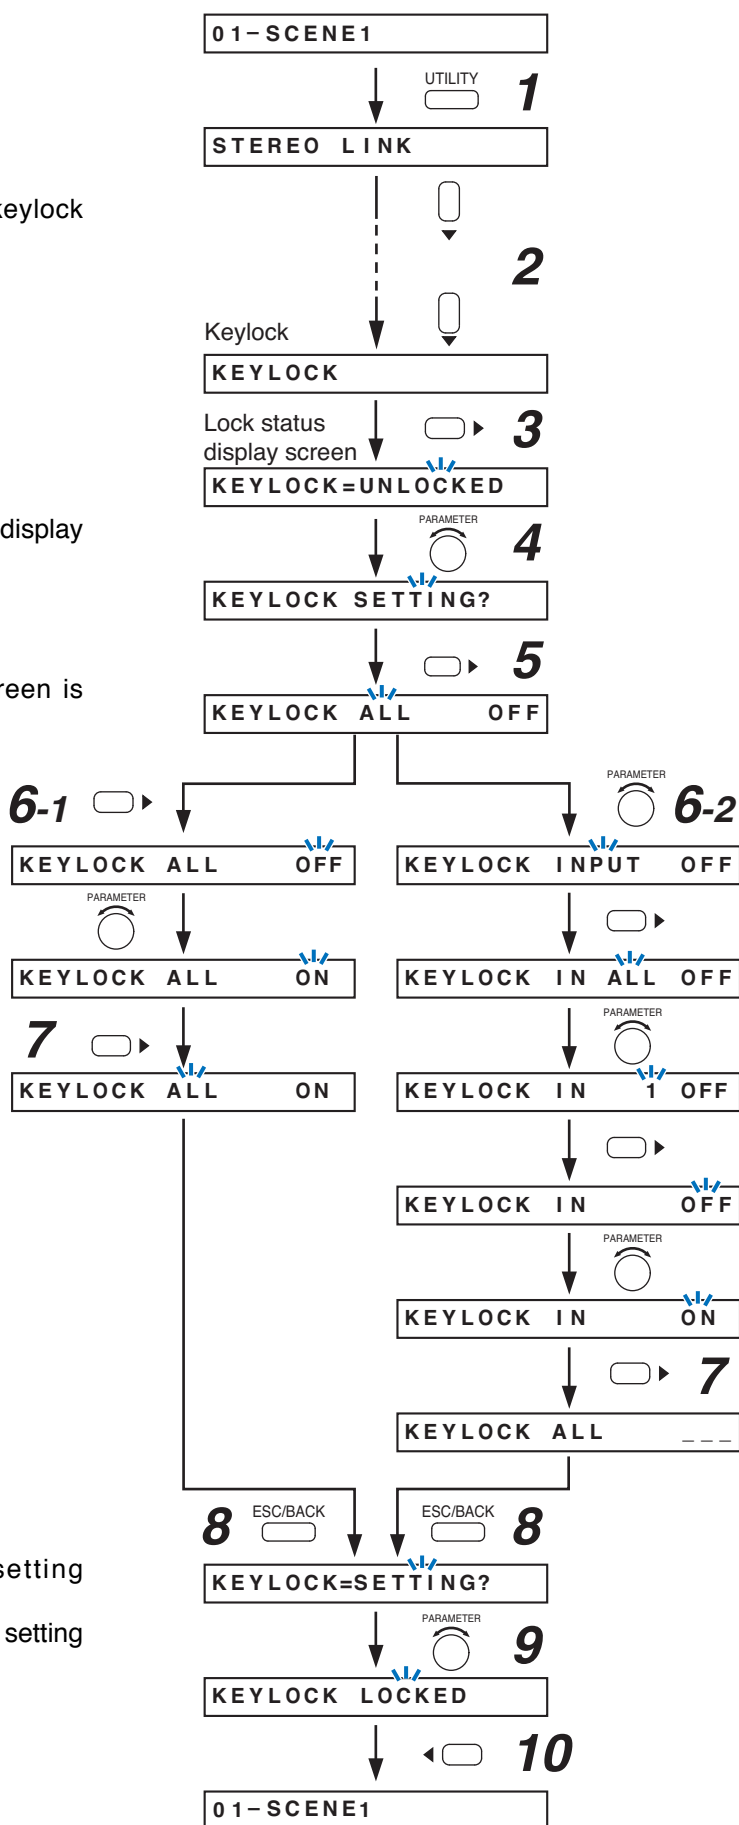 01-SCENE1
UTILITY
1
STEREO LINK
keylock
2
Keylock
KEYLOCK
Lock status
display screen
3
KEYLOCK=UNLOCKED
PARAMETER
4
display
KEYLOCK SETTING?
5
reen is
KEYLOCK ALL OFF
6-1
PARAMETER
6-2
KEYLOCK ALL OFF
KEYLOCK INPUT OFF
PARAMETER
KEYLOCK ALL ON
KEYLOCK IN ALL OFF
7
PARAMETER
KEYLOCK ALL ON
KEYLOCK IN 1 OFF
KEYLOCK IN OFF
PARAMETER
KEYLOCK IN ON
7
KEYLOCK ALL ___
8 ESC/BACK
ESC/BACK 8
setting
KEYLOCK=SETTING?
setting
PARAMETER
9
KEYLOCK LOCKED
10
01-SCENE1